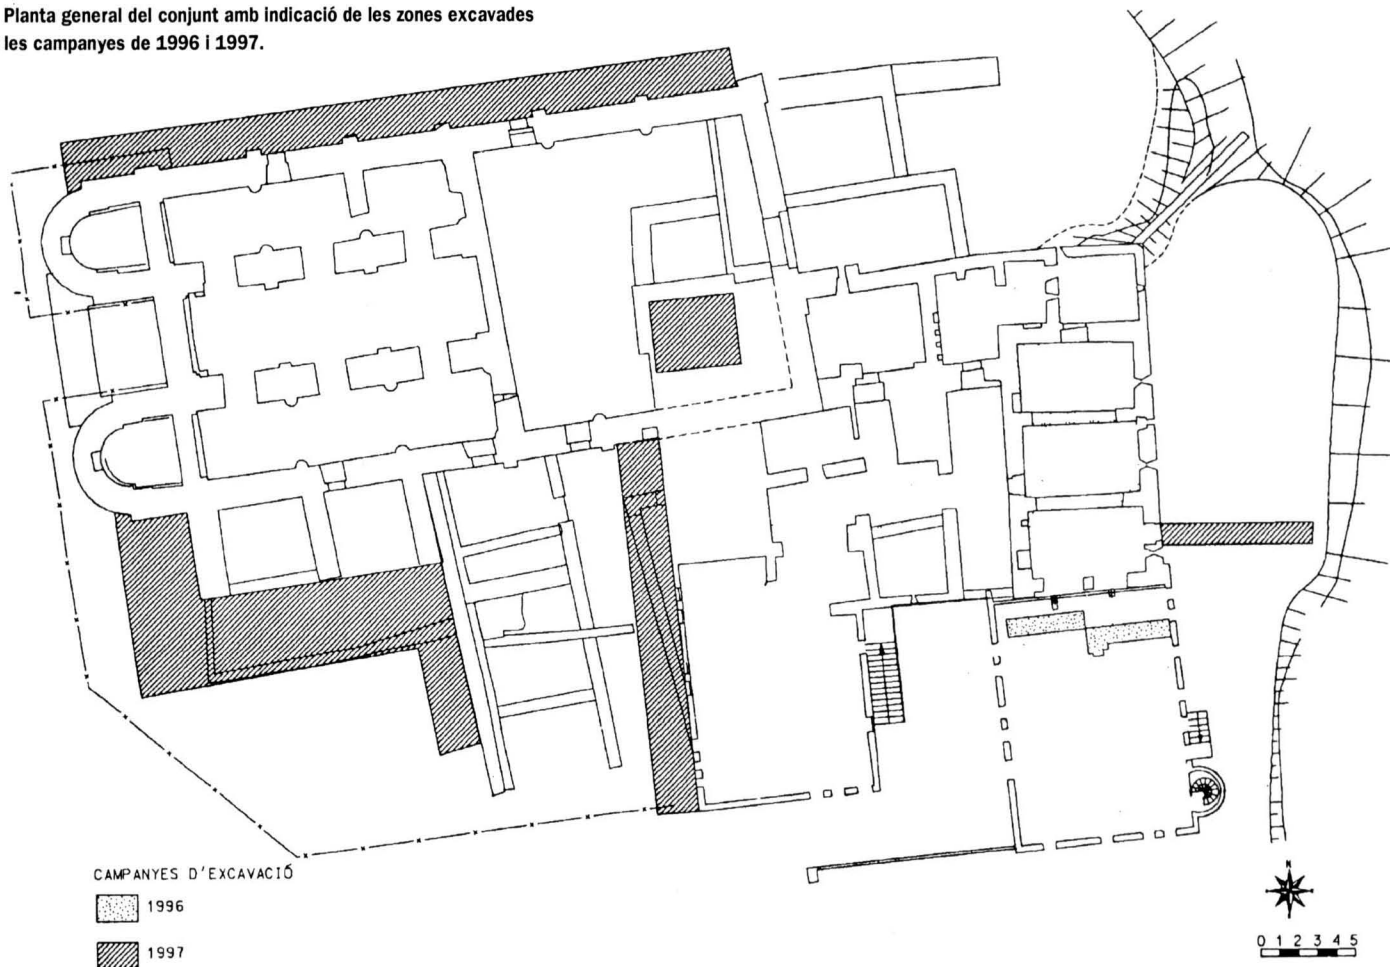 Planta general del conjunt amb indicació de les zones excavades
les campanyes de 1996 i 1997.
CAMPANYES D'EXCAVACIÓ
1996
1997
N
0 1 2 3 4 5